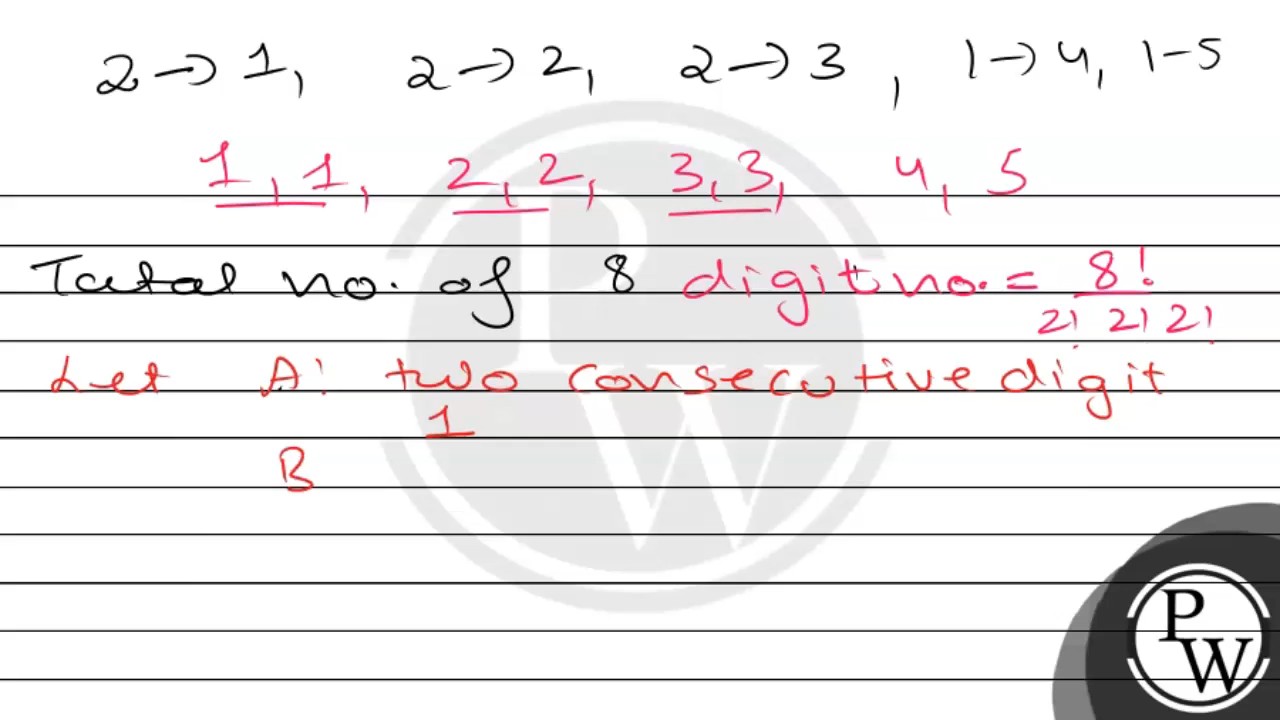 2 → 1, 2 → 2, 2 → 3, 1 → 4, 1 - 5
1, 1, 2, 2, 3, 3, 4, 5
Tatal no. of 8 digit no. = 8! / 2! 2! 2!
Let A: two consecutive digit
1
B
P
W
P
W